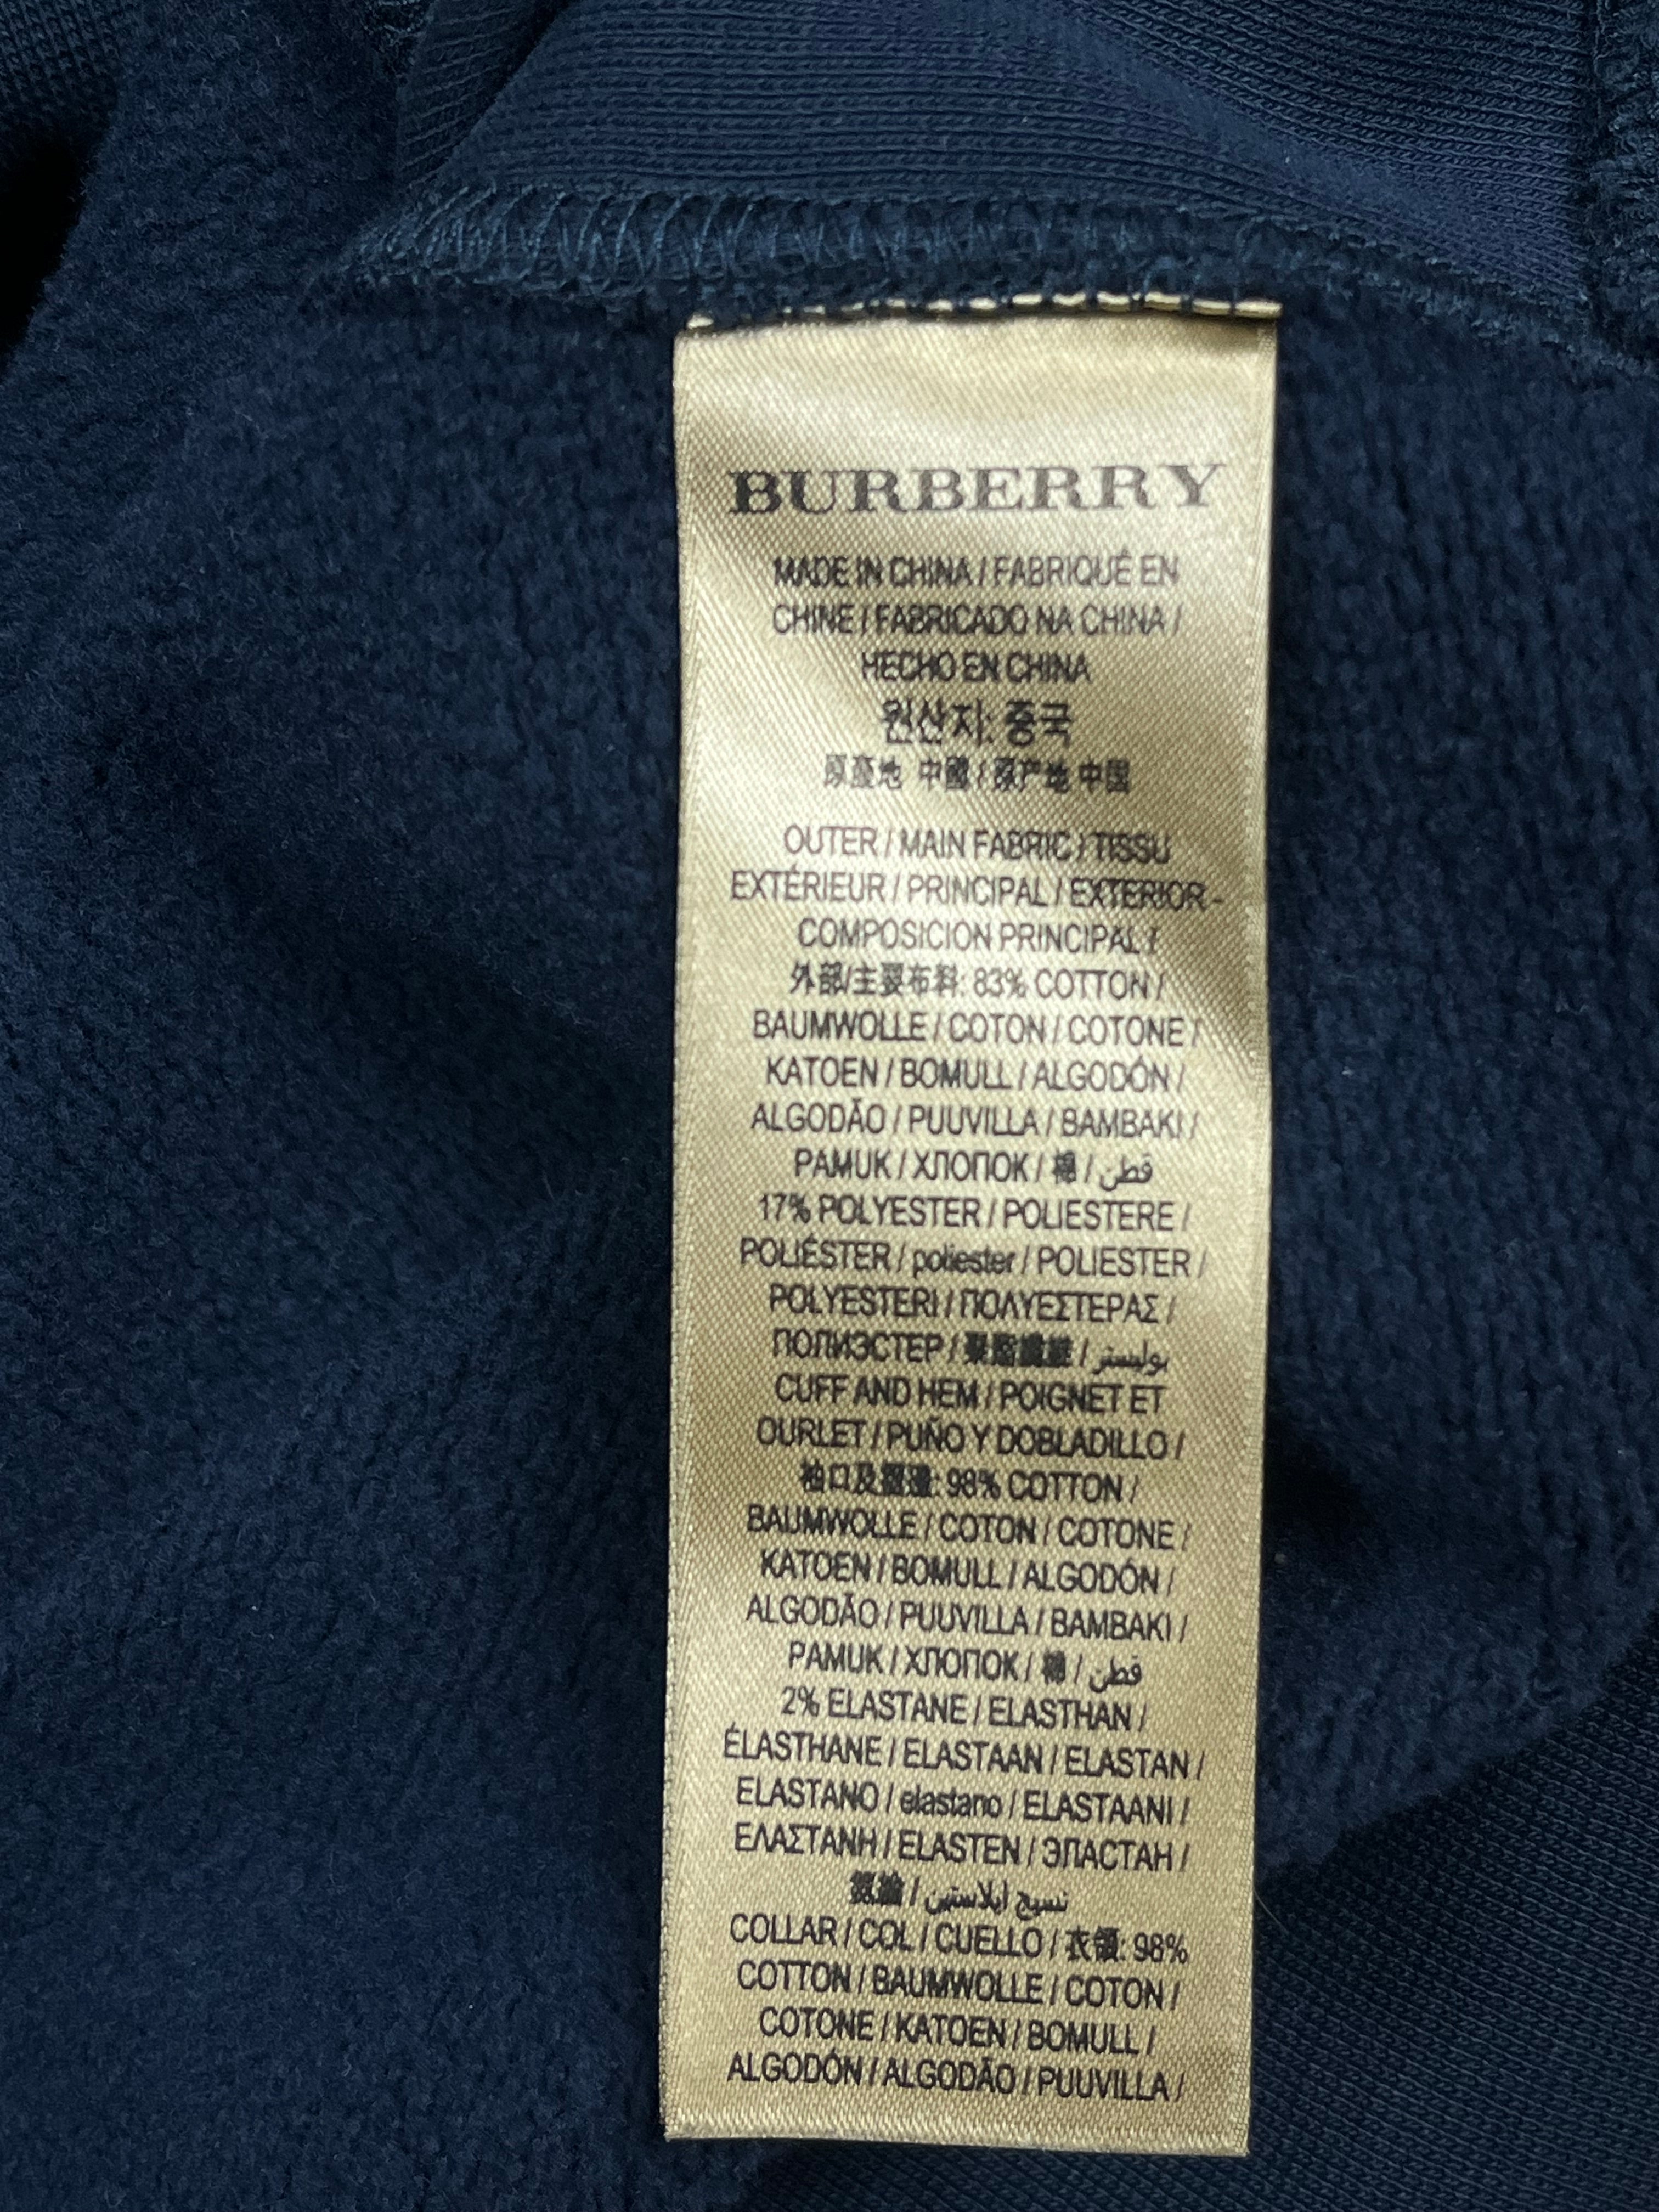 BURBERRY
MADE IN CHINA / FABRIQUÉ EN
CHINE / FABRICADO NA CHINA /
HECHO EN CHINA
원산지: 중국
原產地 中國 / 原产地 中国
OUTER / MAIN FABRIC / TISSU
EXTÉRIEUR / PRINCIPAL / EXTERIOR -
COMPOSICION PRINCIPAL /
外部/主要布料: 83% COTTON /
BAUMWOLLE / COTON / COTONE /
KATOEN / BOMULL / ALGODÓN /
ALGODÃO / PUUVILLA / BAMBAKI /
PAMUK / ХЛОПОК / 棉 / قطن
17% POLYESTER / POLIESTERE /
POLIÉSTER / poliester / POLIESTER /
POLYESTERI / ΠΟΛΥΕΣΤΕΡΑΣ /
ПОЛИЭСТЕР / 聚酯纖維 / بوليستر
CUFF AND HEM / POIGNET ET
OURLET / PUÑO Y DOBLADILLO /
袖口及摺邊: 98% COTTON /
BAUMWOLLE / COTON / COTONE /
KATOEN / BOMULL / ALGODÓN /
ALGODÃO / PUUVILLA / BAMBAKI /
PAMUK / ХЛОПОК / 棉 / قطن
2% ELASTANE / ELASTHAN /
ÉLASTHANE / ELASTAAN / ELASTAN /
ELASTANO / elastano / ELASTAANI /
ΕΛΑΣΤΑΝΗ / ELASTEN / ЭЛАСТАН /
氨綸 / نسيج ايلاستين
COLLAR / COL / CUELLO / 衣領: 98%
COTTON / BAUMWOLLE / COTON /
COTONE / KATOEN / BOMULL /
ALGODÓN / ALGODÃO / PUUVILLA /